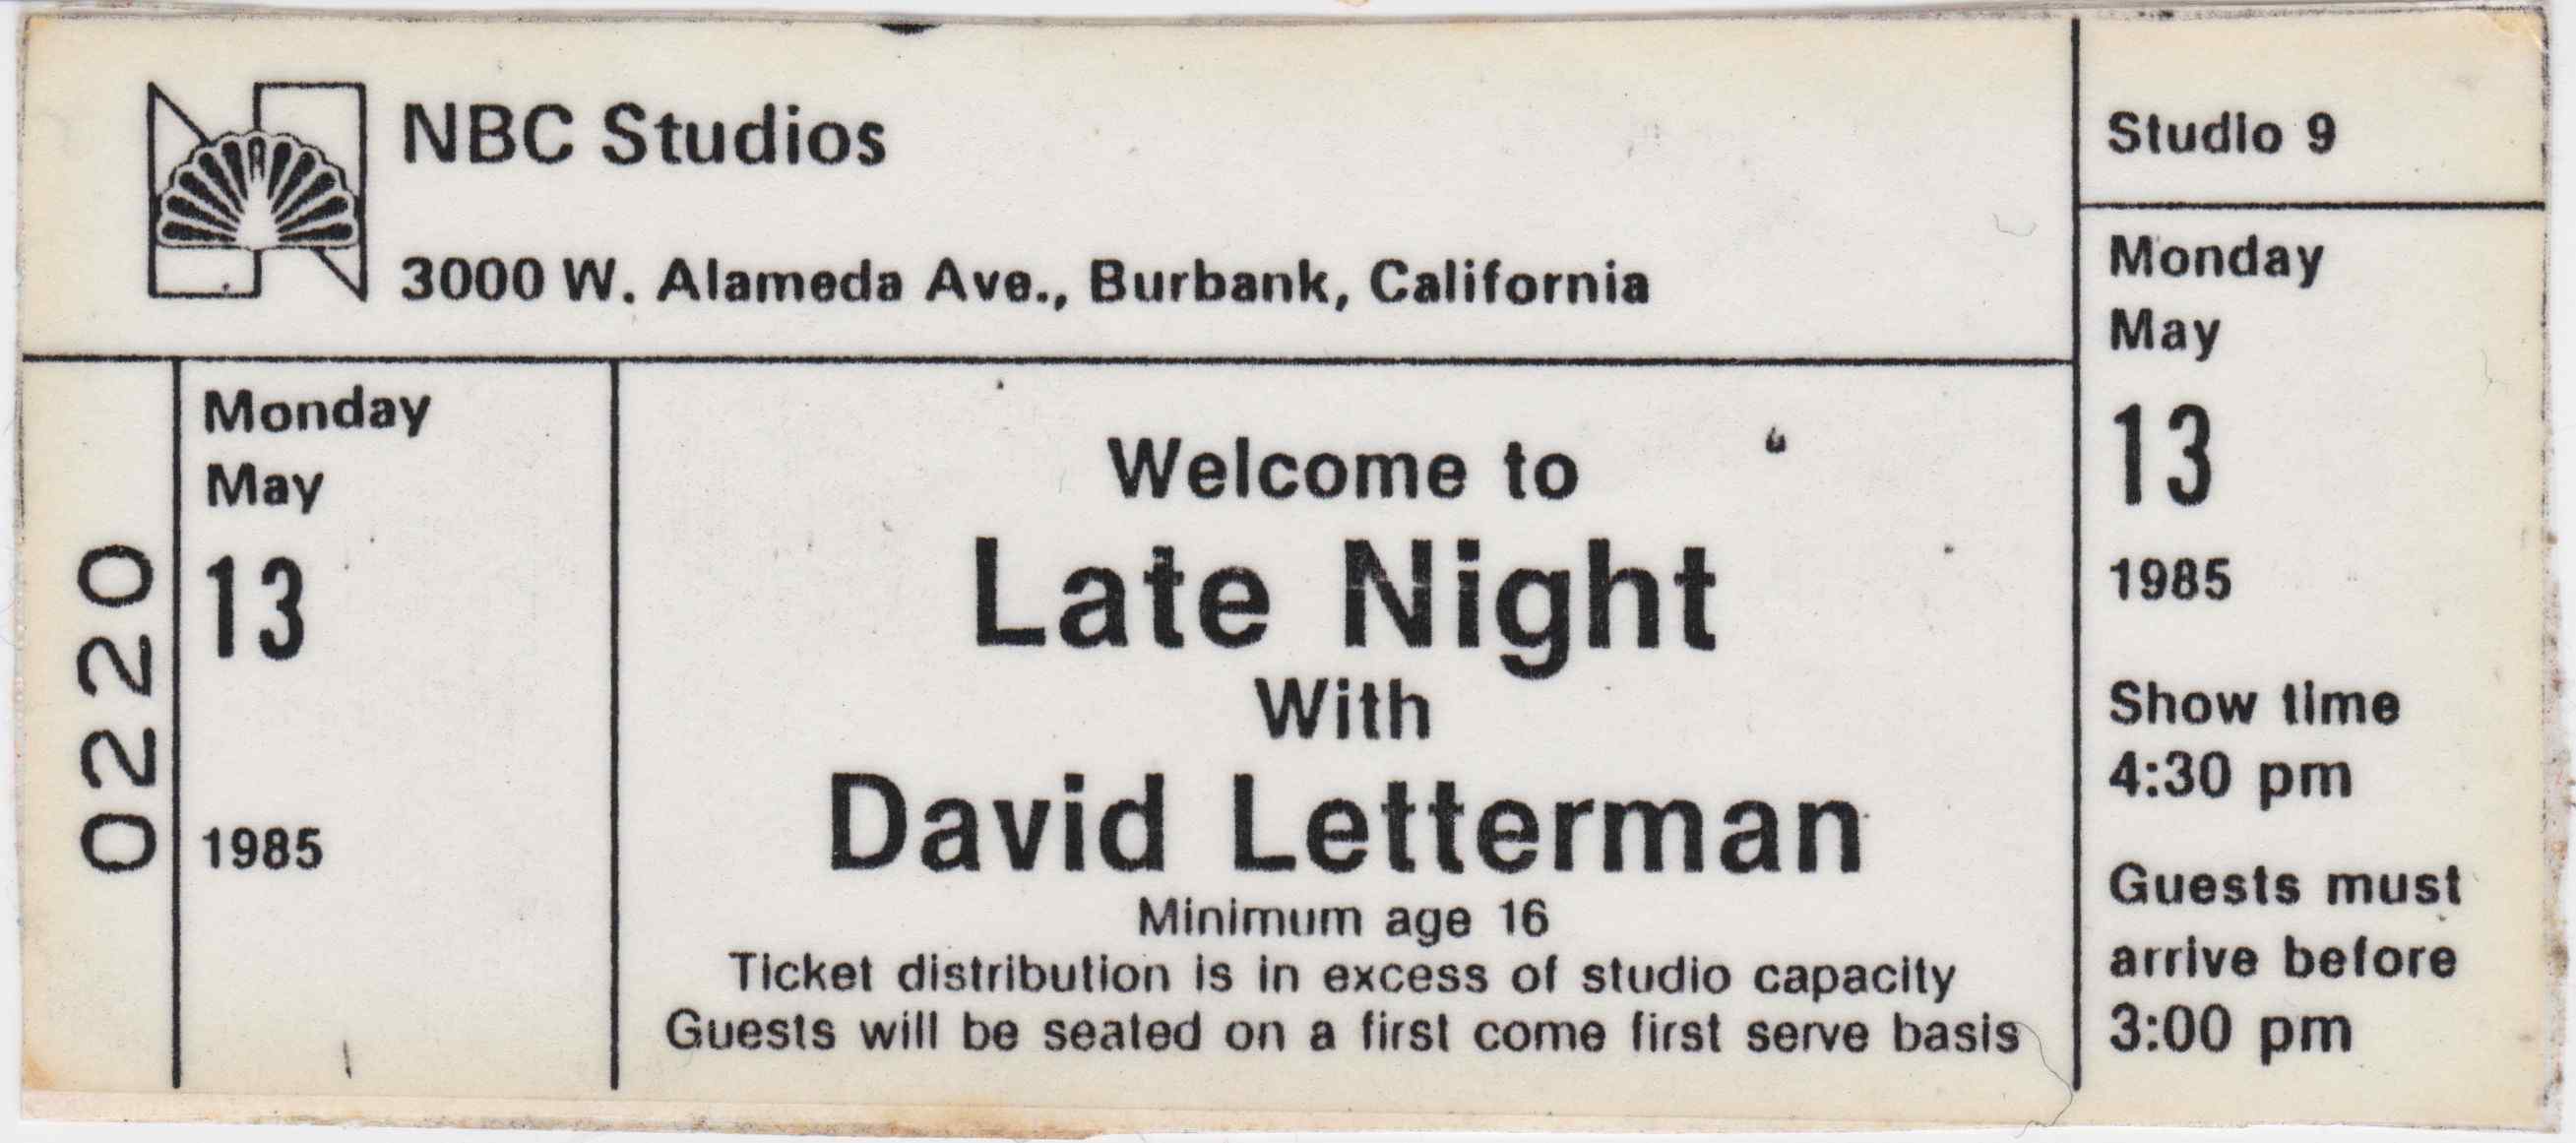 NBC Studios
3000 W. Alameda Ave., Burbank, California
0220
Monday
May
13
1985
Welcome to
Late Night
With
David Letterman
Minimum age 16
Ticket distribution is in excess of studio capacity
Guests will be seated on a first come first serve basis
Studio 9
Monday
May
13
1985
Show time
4:30 pm
Guests must
arrive before
3:00 pm